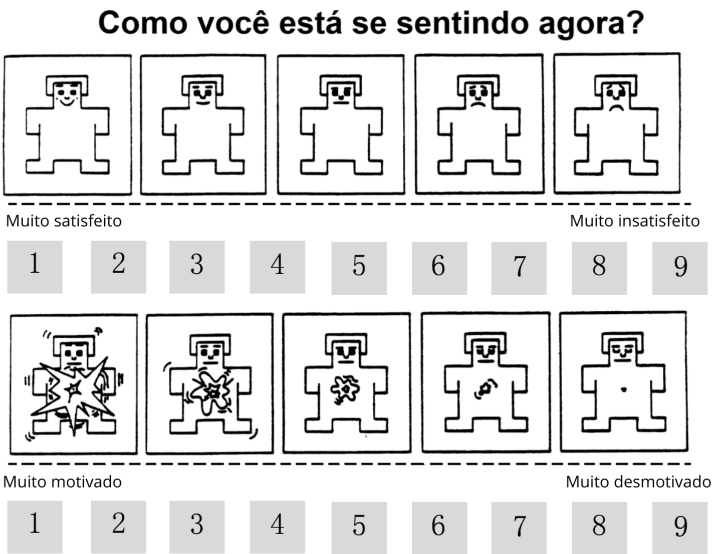 Como você está se sentindo agora?
Muito satisfeito Muito insatisfeito
1 2 3 4 5 6 7 8 9
Muito motivado Muito desmotivado
1 2 3 4 5 6 7 8 9